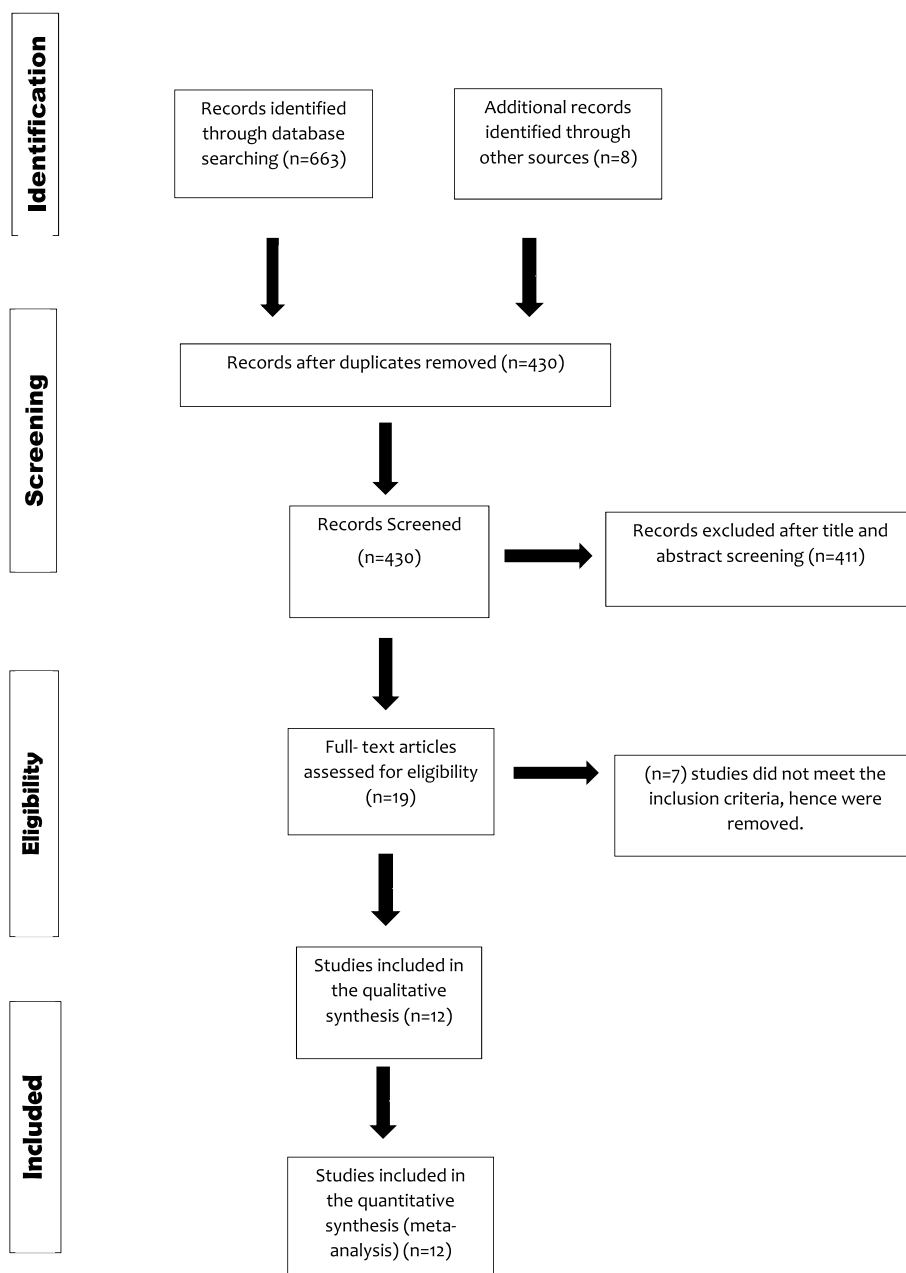 Identification
Records identified
through database
searching (n=663)
Additional records
identified through
other sources (n=8)
Screening
Records after duplicates removed (n=430)
Records Screened
(n=430)
Records excluded after title and
abstract screening (n=411)
Eligibility
Full- text articles
assessed for eligibility
(n=19)
(n=7) studies did not meet the
inclusion criteria, hence were
removed.
Studies included in
the qualitative
synthesis (n=12)
Included
Studies included in
the quantitative
synthesis (meta-
analysis) (n=12)